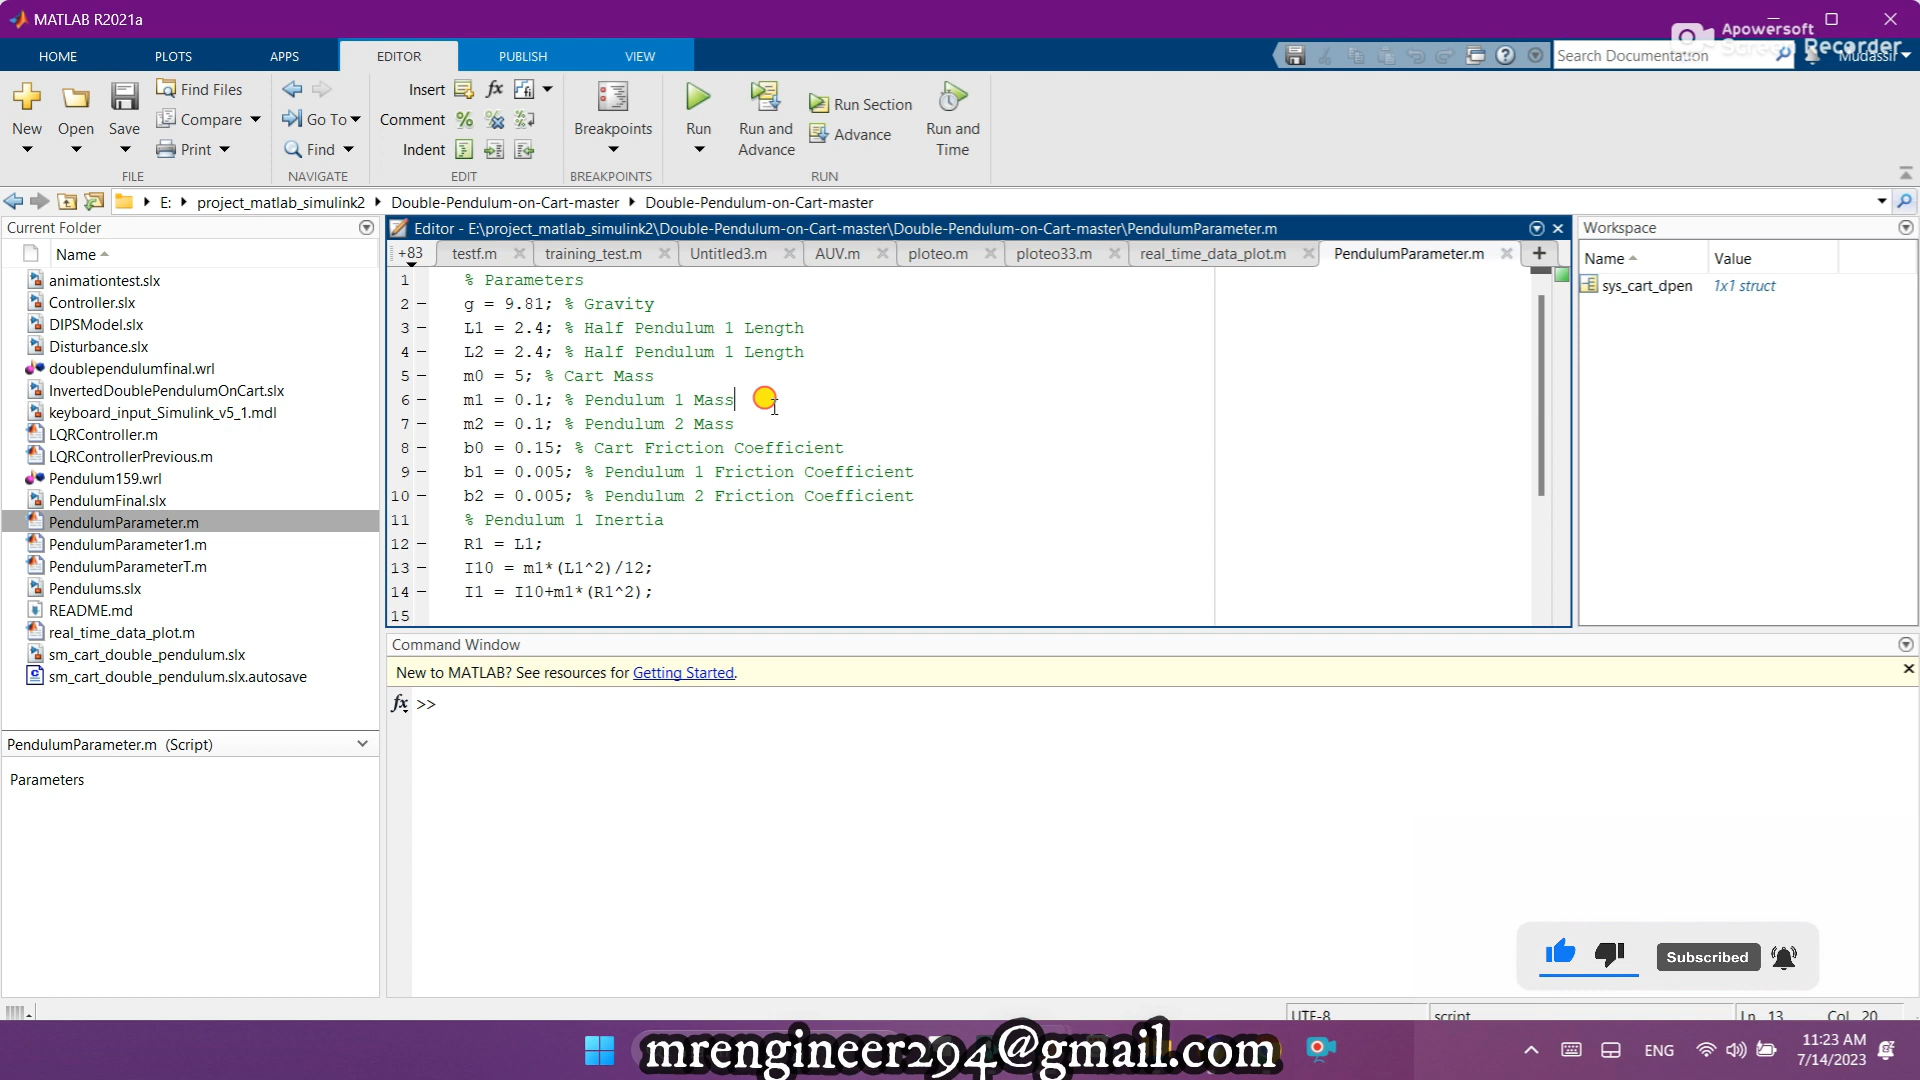 MATLAB R2021a
Apowersoft
Screen Recorder
HOME PLOTS APPS EDITOR PUBLISH VIEW
Search Documentation
Mudassir
New
Open
Save
Find Files
Compare
Print
FILE
Go To
Find
NAVIGATE
Insert
Comment
Indent
EDIT
Breakpoints
BREAKPOINTS
Run
Run and
Advance
Run Section
Advance
Run and
Time
RUN
E: project_matlab_simulink2 Double-Pendulum-on-Cart-master Double-Pendulum-on-Cart-master
Current Folder
Name
animationtest.slx
Controller.slx
DIPSModel.slx
Disturbance.slx
doublependulumfinal.wrl
InvertedDoublePendulumOnCart.slx
keyboard_input_Simulink_v5_1.mdl
LQRController.m
LQRControllerPrevious.m
Pendulum159.wrl
PendulumFinal.slx
PendulumParameter.m
PendulumParameter1.m
PendulumParameterT.m
Pendulums.slx
README.md
real_time_data_plot.m
sm_cart_double_pendulum.slx
sm_cart_double_pendulum.slx.autosave
PendulumParameter.m (Script)
Parameters
Editor - E:\project_matlab_simulink2\Double-Pendulum-on-Cart-master\Double-Pendulum-on-Cart-master\PendulumParameter.m
+83 testf.m training_test.m Untitled3.m AUV.m ploteo.m ploteo33.m real_time_data_plot.m PendulumParameter.m
1 % Parameters
2 – g = 9.81; % Gravity
3 – L1 = 2.4; % Half Pendulum 1 Length
4 – L2 = 2.4; % Half Pendulum 1 Length
5 – m0 = 5; % Cart Mass
6 – m1 = 0.1; % Pendulum 1 Mass
7 – m2 = 0.1; % Pendulum 2 Mass
8 – b0 = 0.15; % Cart Friction Coefficient
9 – b1 = 0.005; % Pendulum 1 Friction Coefficient
10 – b2 = 0.005; % Pendulum 2 Friction Coefficient
11 % Pendulum 1 Inertia
12 – R1 = L1;
13 – I10 = m1*(L1^2)/12;
14 – I1 = I10+m1*(R1^2);
15
Workspace
Name Value
sys_cart_dpen 1x1 struct
Command Window
New to MATLAB? See resources for Getting Started.
fx >>
Subscribed
UTF-8 script Ln 13 Col 20
mrengineer294@gmail.com
ENG
11:23 AM
7/14/2023